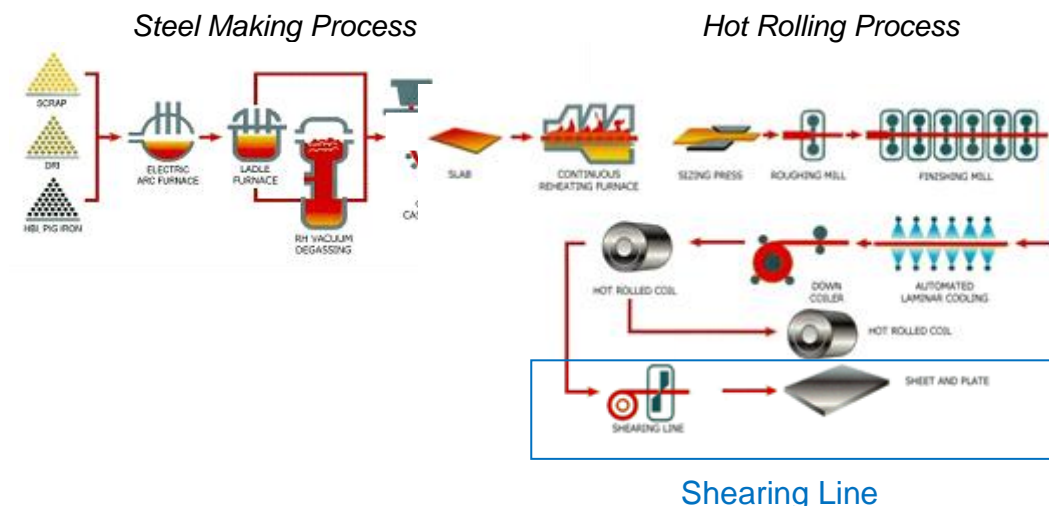 Steel Making Process
Hot Rolling Process
SCRAP
DRI
HBI, PIG IRON
ELECTRIC
ARC FURNACE
LADLE
FURNACE
RH VACUUM
DEGASSING
SLAB
CONTINUOUS
REHEATING FURNACE
SIZING PRESS
ROUGHING MILL
FINISHING MILL
HOT ROLLED COIL
DOWN
COILER
AUTOMATED
LAMINAR COOLING
HOT ROLLED COIL
SHEARING LINE
SHEET AND PLATE
Shearing Line